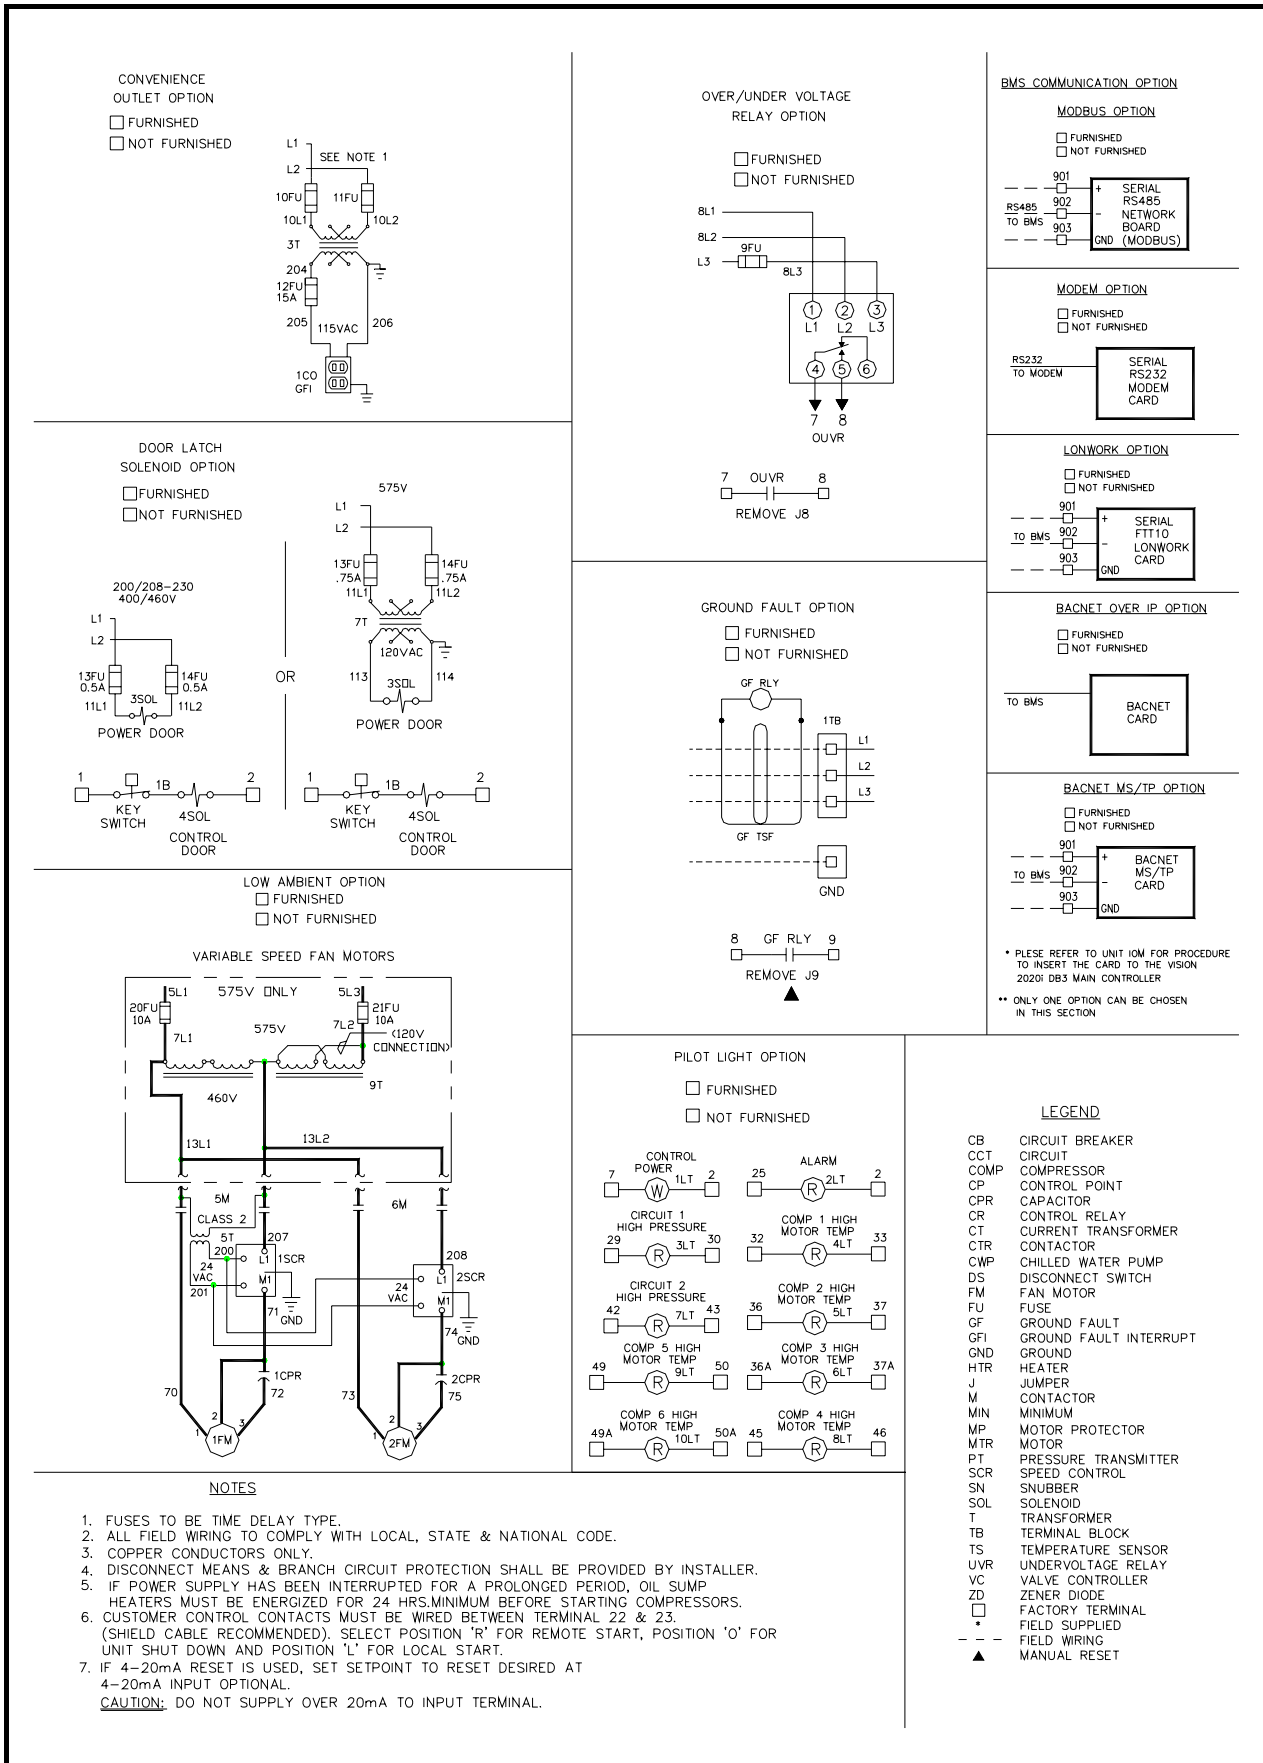 CONVENIENCE
OUTLET OPTION
FURNISHED
NOT FURNISHED
L1
SEE NOTE 1
L2
10FU
11FU
10L1
10L2
3T
204
12FU
15A
205
115VAC
206
1CO
GFI
DOOR LATCH
SOLENOID OPTION
FURNISHED
NOT FURNISHED
200/208-230
400/460V
L1
L2
13FU
0.5A
14FU
0.5A
3SOL
11L1
11L2
POWER DOOR
1
1B
2
KEY
SWITCH
4SOL
CONTROL
DOOR
OR
575V
L1
L2
13FU
.75A
14FU
.75A
11L1
11L2
7T
120VAC
113
114
3SOL
POWER DOOR
1
1B
2
KEY
SWITCH
4SOL
CONTROL
DOOR
LOW AMBIENT OPTION
FURNISHED
NOT FURNISHED
VARIABLE SPEED FAN MOTORS
5L1
575V ONLY
5L3
20FU
10A
21FU
10A
7L1
575V
7L2
(120V
CONNECTION)
9T
460V
13L1
13L2
5M
6M
CLASS 2
5T
207
200
L1
1SCR
24
VAC
M1
201
71
GND
208
L1
2SCR
24
VAC
M1
74
GND
1CPR
2CPR
70
72
73
75
2
1
3
1FM
2
1
3
2FM
OVER/UNDER VOLTAGE
RELAY OPTION
FURNISHED
NOT FURNISHED
8L1
8L2
9FU
L3
8L3
1
2
3
L1
L2
L3
4
5
6
7
8
OUVR
7
OUVR
8
REMOVE J8
GROUND FAULT OPTION
FURNISHED
NOT FURNISHED
GF RLY
1TB
L1
L2
L3
GF TSF
GND
8
GF RLY
9
REMOVE J9
PILOT LIGHT OPTION
FURNISHED
NOT FURNISHED
CONTROL
POWER
7
W
1LT
2
ALARM
25
R
2LT
2
CIRCUIT 1
HIGH PRESSURE
29
R
3LT
30
COMP 1 HIGH
MOTOR TEMP
32
R
4LT
33
CIRCUIT 2
HIGH PRESSURE
42
R
7LT
43
COMP 2 HIGH
MOTOR TEMP
36
R
5LT
37
COMP 5 HIGH
MOTOR TEMP
49
R
9LT
50
COMP 3 HIGH
MOTOR TEMP
36A
R
6LT
37A
COMP 6 HIGH
MOTOR TEMP
49A
R
10LT
50A
COMP 4 HIGH
MOTOR TEMP
45
R
8LT
46
BMS COMMUNICATION OPTION
MODBUS OPTION
FURNISHED
NOT FURNISHED
901
RS485
902
TO BMS
903
+
-
GND
SERIAL
RS485
NETWORK
BOARD
(MODBUS)
MODEM OPTION
FURNISHED
NOT FURNISHED
RS232
TO MODEM
SERIAL
RS232
MODEM
CARD
LONWORK OPTION
FURNISHED
NOT FURNISHED
901
TO BMS
902
903
+
-
GND
SERIAL
FTT10
LONWORK
CARD
BACNET OVER IP OPTION
FURNISHED
NOT FURNISHED
TO BMS
BACNET
CARD
BACNET MS/TP OPTION
FURNISHED
NOT FURNISHED
901
TO BMS
902
903
+
-
GND
BACNET
MS/TP
CARD
* PLESE REFER TO UNIT IOM FOR PROCEDURE
TO INSERT THE CARD TO THE VISION
2020i DB3 MAIN CONTROLLER
** ONLY ONE OPTION CAN BE CHOSEN
IN THIS SECTION
LEGEND
CB CIRCUIT BREAKER
CCT CIRCUIT
COMP COMPRESSOR
CP CONTROL POINT
CPR CAPACITOR
CR CONTROL RELAY
CT CURRENT TRANSFORMER
CTR CONTACTOR
CWP CHILLED WATER PUMP
DS DISCONNECT SWITCH
FM FAN MOTOR
FU FUSE
GF GROUND FAULT
GFI GROUND FAULT INTERRUPT
GND GROUND
HTR HEATER
J JUMPER
M CONTACTOR
MIN MINIMUM
MP MOTOR PROTECTOR
MTR MOTOR
PT PRESSURE TRANSMITTER
SCR SPEED CONTROL
SN SNUBBER
SOL SOLENOID
T TRANSFORMER
TB TERMINAL BLOCK
TS TEMPERATURE SENSOR
UVR UNDERVOLTAGE RELAY
VC VALVE CONTROLLER
ZD ZENER DIODE
FACTORY TERMINAL
* FIELD SUPPLIED
FIELD WIRING
MANUAL RESET
NOTES
1. FUSES TO BE TIME DELAY TYPE.
2. ALL FIELD WIRING TO COMPLY WITH LOCAL, STATE & NATIONAL CODE.
3. COPPER CONDUCTORS ONLY.
4. DISCONNECT MEANS & BRANCH CIRCUIT PROTECTION SHALL BE PROVIDED BY INSTALLER.
5. IF POWER SUPPLY HAS BEEN INTERRUPTED FOR A PROLONGED PERIOD, OIL SUMP
HEATERS MUST BE ENERGIZED FOR 24 HRS.MINIMUM BEFORE STARTING COMPRESSORS.
6. CUSTOMER CONTROL CONTACTS MUST BE WIRED BETWEEN TERMINAL 22 & 23.
(SHIELD CABLE RECOMMENDED). SELECT POSITION 'R' FOR REMOTE START, POSITION 'O' FOR
UNIT SHUT DOWN AND POSITION 'L' FOR LOCAL START.
7. IF 4-20mA RESET IS USED, SET SETPOINT TO RESET DESIRED AT
4-20mA INPUT OPTIONAL.
CAUTION: DO NOT SUPPLY OVER 20mA TO INPUT TERMINAL.